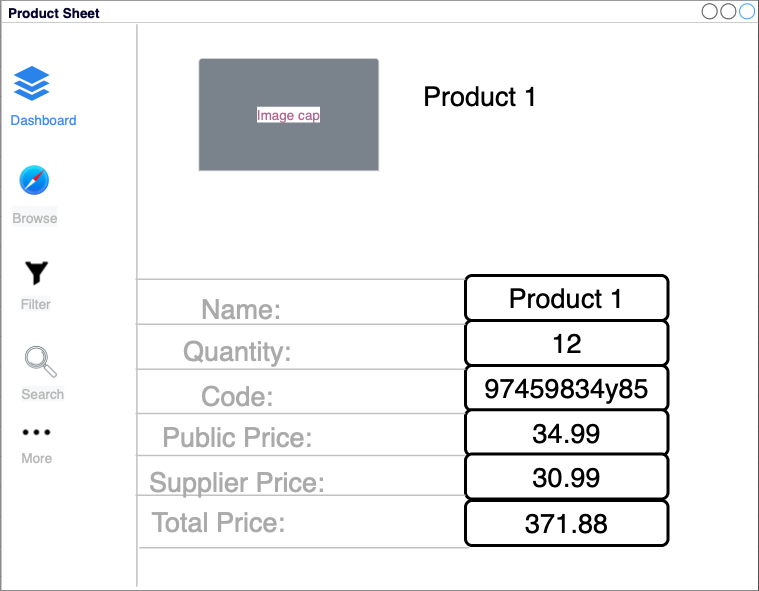 Product Sheet
Dashboard
Browse
Filter
Search
More
Image cap
Product 1
Name: Product 1
Quantity: 12
Code: 97459834y85
Public Price: 34.99
Supplier Price: 30.99
Total Price: 371.88